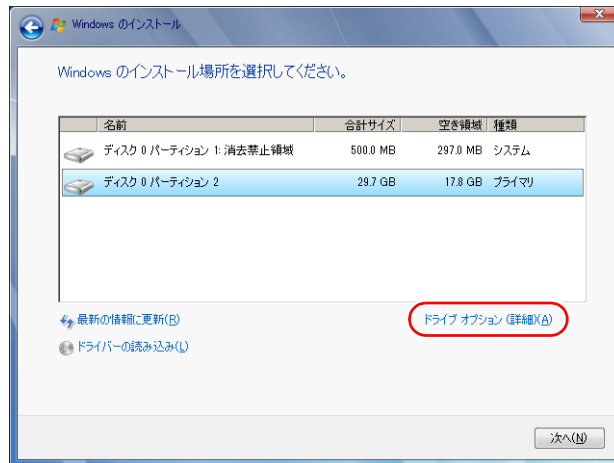 Windows のインストール
Windows のインストール場所を選択してください。
名前 合計サイズ 空き領域 種類
ディスク 0 パーティション 1: 消去禁止領域 500.0 MB 297.0 MB システム
ディスク 0 パーティション 2 29.7 GB 17.8 GB プライマリ
最新の情報に更新(R) ドライブ オプション (詳細)(A)
ドライバーの読み込み(L)
次へ(N)